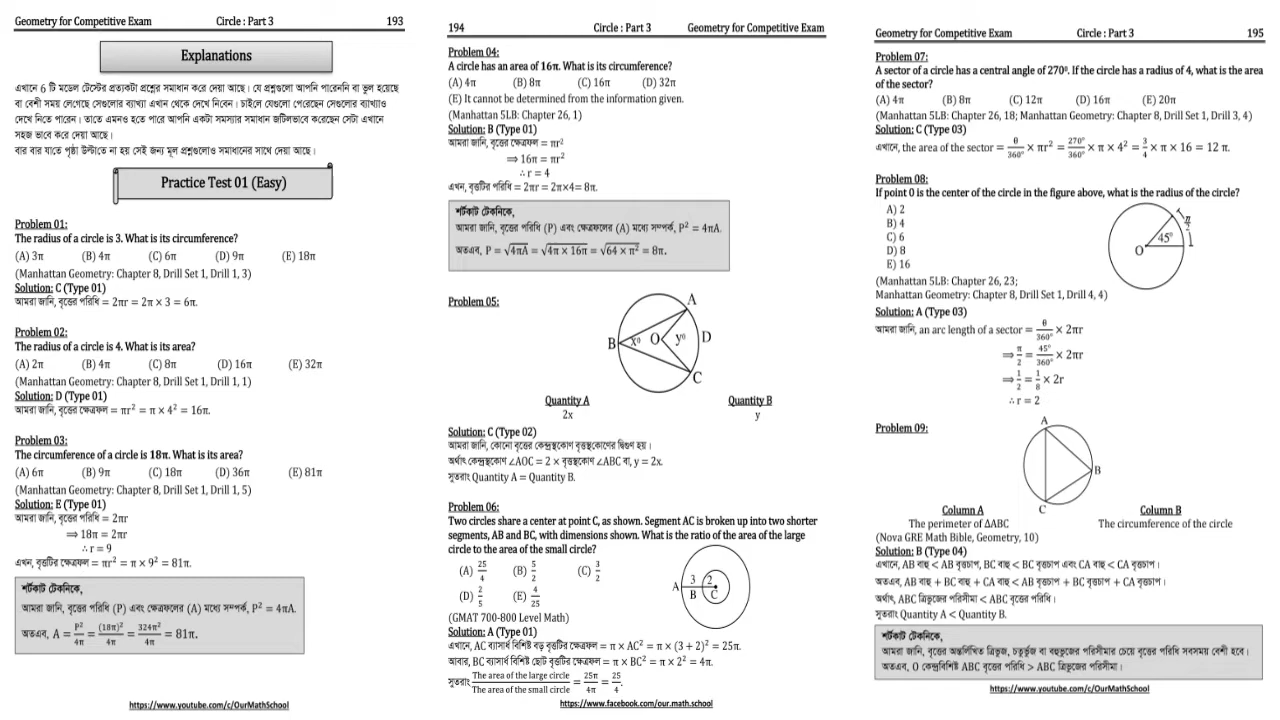 Geometry for Competitive Exam Circle : Part 3 193
Explanations
এখানে 6 টি মডেল টেস্টের প্রত্যেকটা প্রশ্নের সমাধান করে দেয়া আছে। যে প্রশ্নগুলো আপনি পারেননি বা ভুল হয়েছে
বা বেশী সময় লেগেছে সেগুলোর ব্যাখ্যা এখান থেকে দেখে নিবেন। চাইলে যেগুলো পেরেছেন সেগুলোর ব্যাখ্যাও
দেখে নিতে পারেন। তাতে এমনও হতে পারে আপনি একটা সমস্যার সমাধান জটিলভাবে করেছেন সেটা এখানে
সহজ ভাবে করে দেয়া আছে।
বার বার যাতে পৃষ্ঠা উল্টাতে না হয় সেই জন্য মূল প্রশ্নগুলোও সমাধানের সাথে দেয়া আছে।
Practice Test 01 (Easy)
Problem 01:
The radius of a circle is 3. What is its circumference?
(A) 3π (B) 4π (C) 6π (D) 9π (E) 18π
(Manhattan Geometry: Chapter 8, Drill Set 1, Drill 1, 3)
Solution: C (Type 01)
আমরা জানি, বৃত্তের পরিধি = 2πr = 2π × 3 = 6π.
Problem 02:
The radius of a circle is 4. What is its area?
(A) 2π (B) 4π (C) 8π (D) 16π (E) 32π
(Manhattan Geometry: Chapter 8, Drill Set 1, Drill 1, 1)
Solution: D (Type 01)
আমরা জানি, বৃত্তের ক্ষেত্রফল = πr² = π × 4² = 16π.
Problem 03:
The circumference of a circle is 18π. What is its area?
(A) 6π (B) 9π (C) 18π (D) 36π (E) 81π
(Manhattan Geometry: Chapter 8, Drill Set 1, Drill 1, 5)
Solution: E (Type 01)
আমরা জানি, বৃত্তের পরিধি = 2πr
⟹ 18π = 2πr
∴ r = 9
এখন, বৃত্তটির ক্ষেত্রফল = πr² = π × 9² = 81π.
শর্টকাট টেকনিকে,
আমরা জানি, বৃত্তের পরিধি (P) এবং ক্ষেত্রফলের (A) মধ্যে সম্পর্ক, P² = 4πA.
অতএব, A = P²/4π = (18π)²/4π = 324π²/4π = 81π.
https://www.youtube.com/c/OurMathSchool
194 Circle : Part 3 Geometry for Competitive Exam
Problem 04:
A circle has an area of 16π. What is its circumference?
(A) 4π (B) 8π (C) 16π (D) 32π
(E) It cannot be determined from the information given.
(Manhattan 5LB: Chapter 26, 1)
Solution: B (Type 01)
আমরা জানি, বৃত্তের ক্ষেত্রফল = πr²
⟹ 16π = πr²
∴ r = 4
এখন, বৃত্তটির পরিধি = 2πr = 2π×4= 8π.
শর্টকাট টেকনিকে,
আমরা জানি, বৃত্তের পরিধি (P) এবং ক্ষেত্রফলের (A) মধ্যে সম্পর্ক, P² = 4πA.
অতএব, P = √4πA = √4π × 16π = √64 × π² = 8π.
Problem 05:
A
B x⁰ O y⁰ D
C
Quantity A Quantity B
2x y
Solution: C (Type 02)
আমরা জানি, কোনো বৃত্তের কেন্দ্রস্থকোণ বৃত্তস্থকোণের দ্বিগুণ হয়।
অর্থাৎ কেন্দ্রস্থকোণ ∠AOC = 2 × বৃত্তস্থকোণ ∠ABC বা, y = 2x.
সুতরাং Quantity A = Quantity B.
Problem 06:
Two circles share a center at point C, as shown. Segment AC is broken up into two shorter
segments, AB and BC, with dimensions shown. What is the ratio of the area of the large
circle to the area of the small circle?
(A) 25/4 (B) 5/2 (C) 3/2
(D) 2/5 (E) 4/25
A 3 2
B C
(GMAT 700-800 Level Math)
Solution: A (Type 01)
এখানে, AC ব্যাসার্ধ বিশিষ্ট বড় বৃত্তটির ক্ষেত্রফল = π × AC² = π × (3 + 2)² = 25π.
আবার, BC ব্যাসার্ধ বিশিষ্ট ছোট বৃত্তটির ক্ষেত্রফল = π × BC² = π × 2² = 4π.
সুতরাং The area of the large circle/The area of the small circle = 25π/4π = 25/4.
https://www.facebook.com/our.math.school
Geometry for Competitive Exam Circle : Part 3 195
Problem 07:
A sector of a circle has a central angle of 270⁰. If the circle has a radius of 4, what is the area
of the sector?
(A) 4π (B) 8π (C) 12π (D) 16π (E) 20π
(Manhattan 5LB: Chapter 26, 18; Manhattan Geometry: Chapter 8, Drill Set 1, Drill 3, 4)
Solution: C (Type 03)
এখানে, the area of the sector = θ/360° × πr² = 270°/360° × π × 4² = 3/4 × π × 16 = 12 π.
Problem 08:
If point O is the center of the circle in the figure above, what is the radius of the circle?
A) 2
B) 4
C) 6
D) 8
E) 16
π/2
45⁰
O
(Manhattan 5LB: Chapter 26, 23;
Manhattan Geometry: Chapter 8, Drill Set 1, Drill 4, 4)
Solution: A (Type 03)
আমরা জানি, an arc length of a sector = θ/360° × 2πr
⟹ π/2 = 45°/360° × 2πr
⟹ 1/2 = 1/8 × 2r
∴ r = 2
Problem 09:
A
B
C
Column A Column B
The perimeter of ΔABC The circumference of the circle
(Nova GRE Math Bible, Geometry, 10)
Solution: B (Type 04)
এখানে, AB বাহু < AB বৃত্তচাপ, BC বাহু < BC বৃত্তচাপ এবং CA বাহু < CA বৃত্তচাপ।
অতএব, AB বাহু + BC বাহু + CA বাহু < AB বৃত্তচাপ + BC বৃত্তচাপ + CA বৃত্তচাপ।
অর্থাৎ, ABC ত্রিভুজের পরিসীমা < ABC বৃত্তের পরিধি।
সুতরাং Quantity A < Quantity B.
শর্টকাট টেকনিকে,
আমরা জানি, বৃত্তের অন্তর্লিখিত ত্রিভুজ, চতুর্ভুজ বা বহুভুজের পরিসীমার চেয়ে বৃত্তের পরিধি সবসময় বেশী হবে।
অতএব, O কেন্দ্রবিশিষ্ট ABC বৃত্তের পরিধি > ABC ত্রিভুজের পরিসীমা।
https://www.youtube.com/c/OurMathSchool